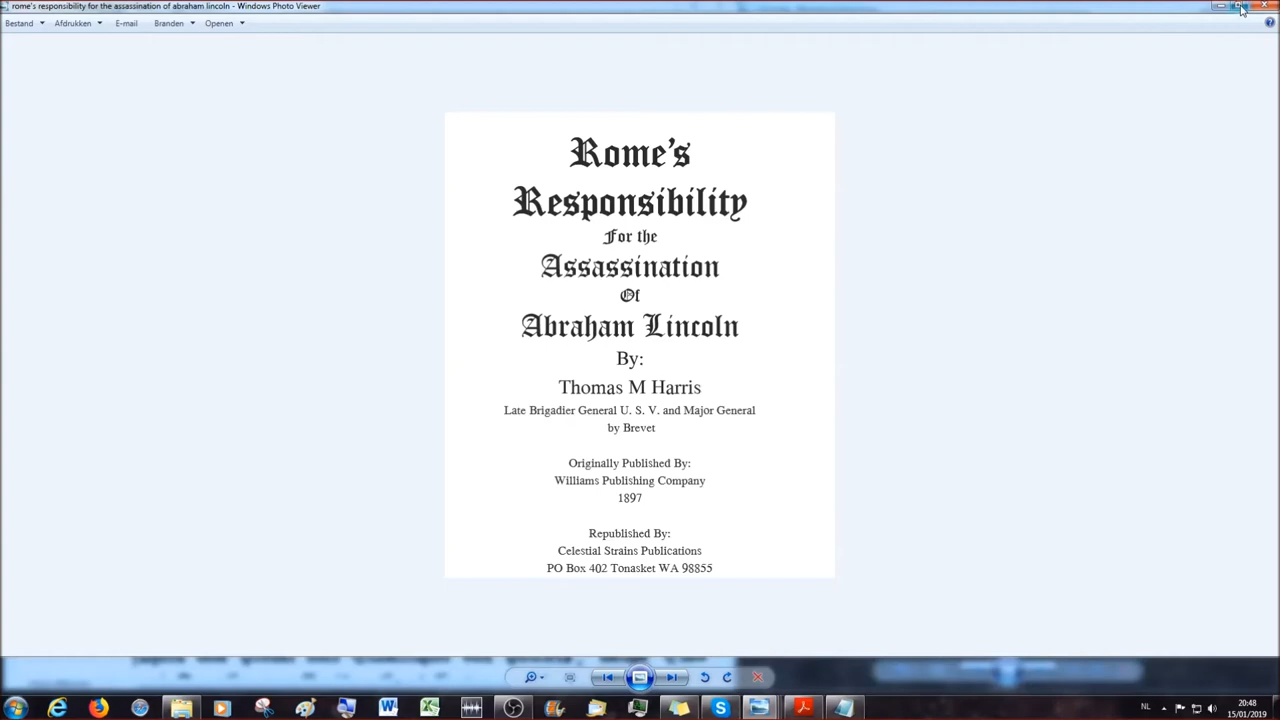 rome's responsibility for the assassination of abraham lincoln - Windows Photo Viewer
Bestand Afdrukken E-mail Branden Openen
Rome's
Responsibility
For the
Assassination
Of
Abraham Lincoln
By:
Thomas M Harris
Late Brigadier General U. S. V. and Major General
by Brevet
Originally Published By:
Williams Publishing Company
1897
Republished By:
Celestial Strains Publications
PO Box 402 Tonasket WA 98855
NL 20:48
15/01/2019